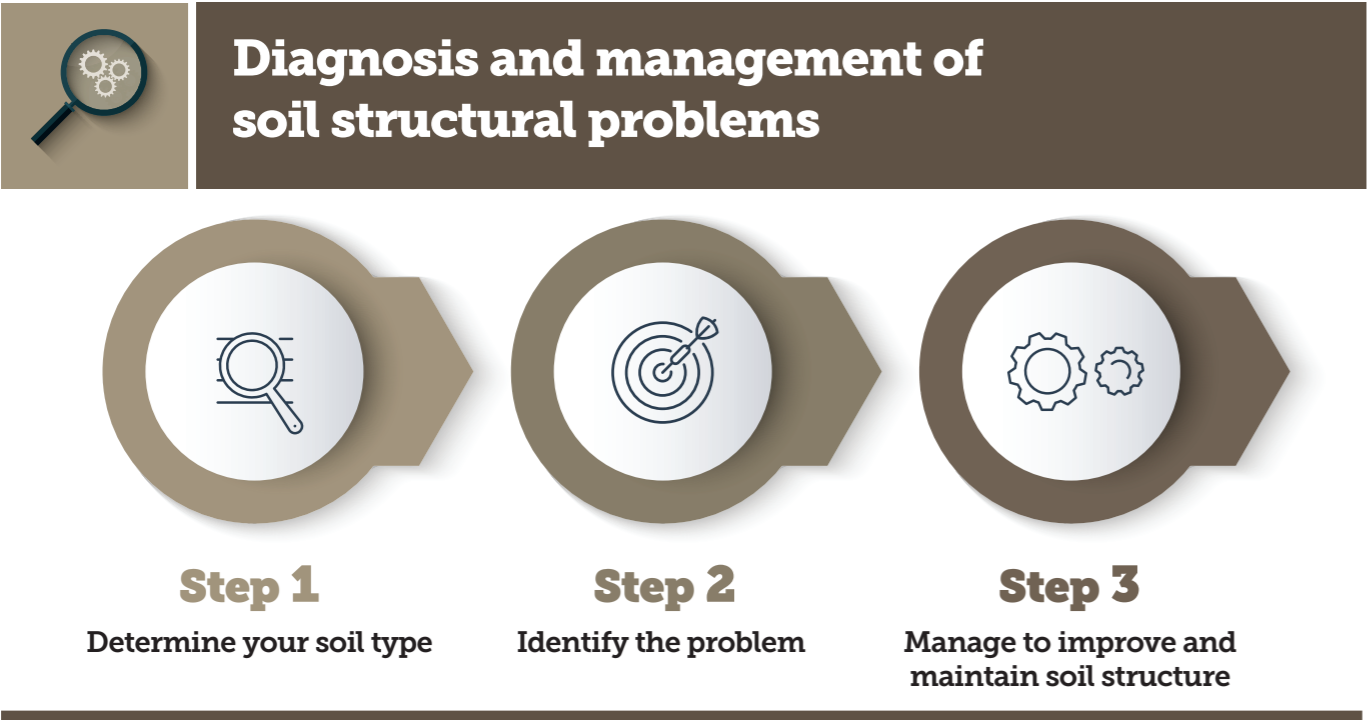 Diagnosis and management of
soil structural problems
Step 1
Determine your soil type
Step 2
Identify the problem
Step 3
Manage to improve and
maintain soil structure